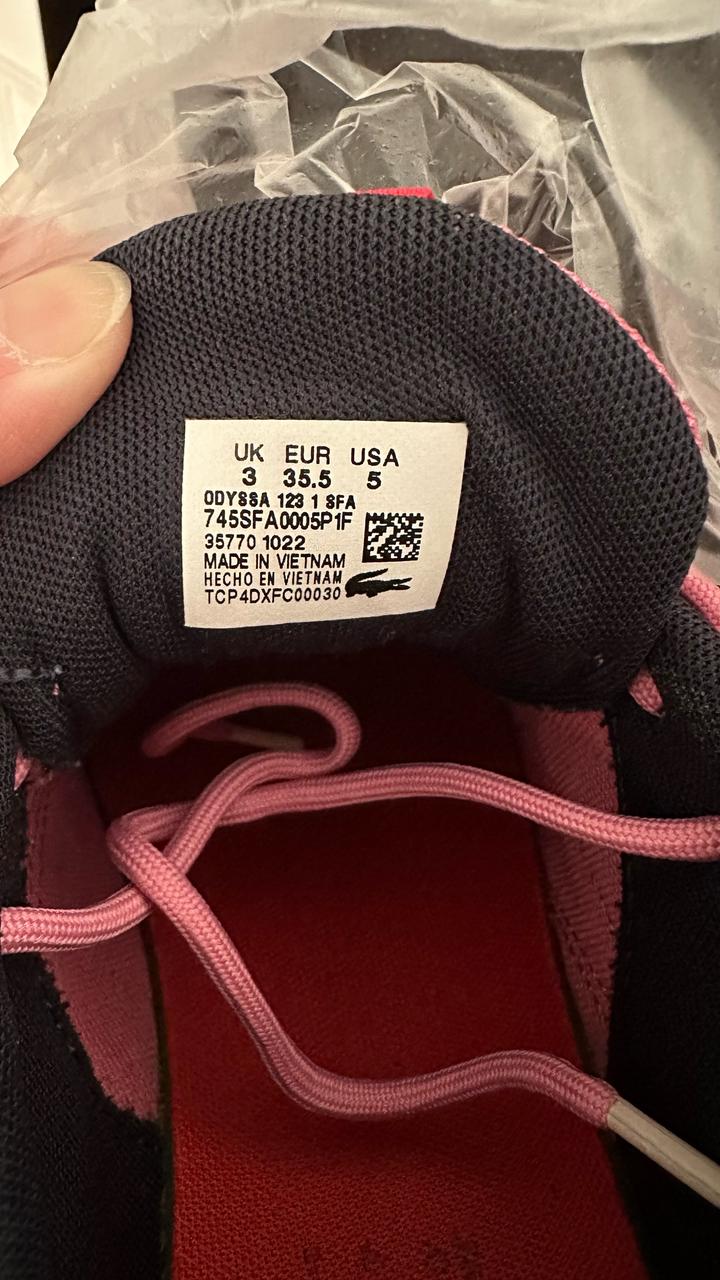 UK EUR USA
3 35.5 5
ODYSSA 123 1 SFA
745SFA0005P1F
35770 1022
MADE IN VIETNAM
HECHO EN VIETNAM
TCP4DXFC00030